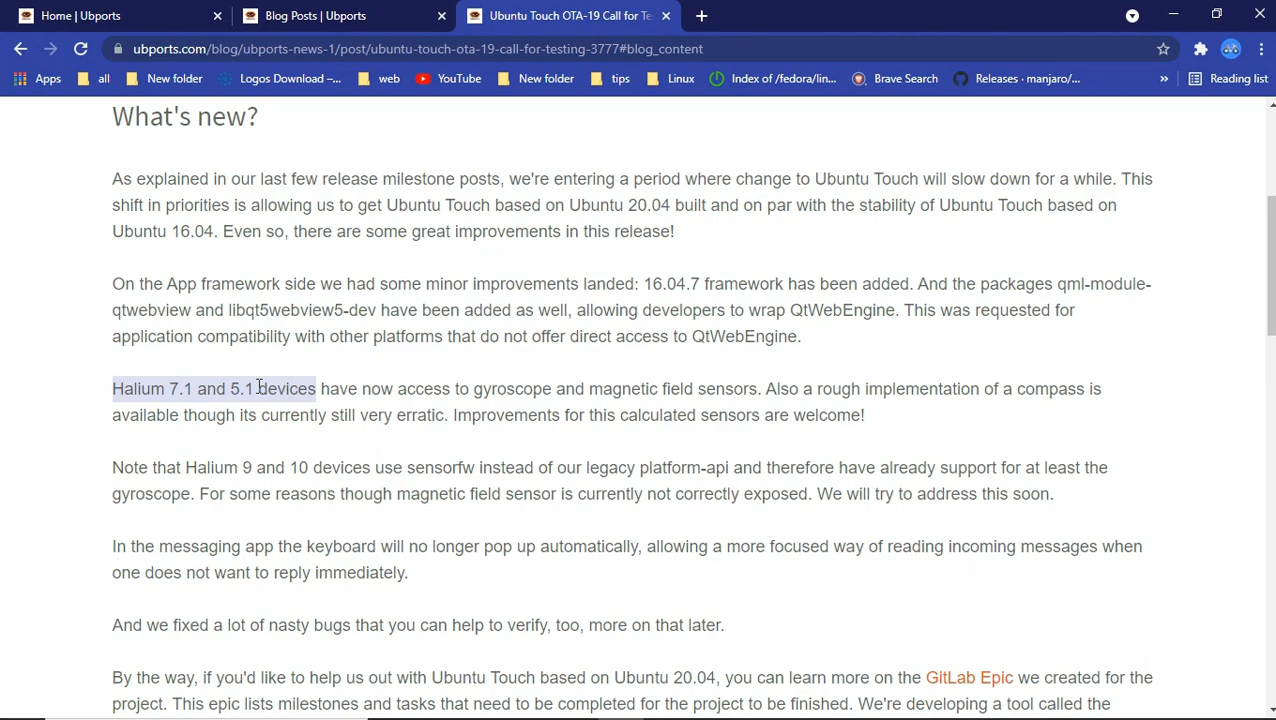 Home | Ubports
Blog Posts | Ubports
Ubuntu Touch OTA-19 Call for Te
ubports.com/blog/ubports-news-1/post/ubuntu-touch-ota-19-call-for-testing-3777#blog_content
Apps all New folder Logos Download –... web YouTube New folder tips Linux Index of /fedora/lin... Brave Search Releases · manjaro/... » Reading list
What's new?
As explained in our last few release milestone posts, we're entering a period where change to Ubuntu Touch will slow down for a while. This
shift in priorities is allowing us to get Ubuntu Touch based on Ubuntu 20.04 built and on par with the stability of Ubuntu Touch based on
Ubuntu 16.04. Even so, there are some great improvements in this release!
On the App framework side we had some minor improvements landed: 16.04.7 framework has been added. And the packages qml-module-
qtwebview and libqt5webview5-dev have been added as well, allowing developers to wrap QtWebEngine. This was requested for
application compatibility with other platforms that do not offer direct access to QtWebEngine.
Halium 7.1 and 5.1 devices have now access to gyroscope and magnetic field sensors. Also a rough implementation of a compass is
available though its currently still very erratic. Improvements for this calculated sensors are welcome!
Note that Halium 9 and 10 devices use sensorfw instead of our legacy platform-api and therefore have already support for at least the
gyroscope. For some reasons though magnetic field sensor is currently not correctly exposed. We will try to address this soon.
In the messaging app the keyboard will no longer pop up automatically, allowing a more focused way of reading incoming messages when
one does not want to reply immediately.
And we fixed a lot of nasty bugs that you can help to verify, too, more on that later.
By the way, if you'd like to help us out with Ubuntu Touch based on Ubuntu 20.04, you can learn more on the GitLab Epic we created for the
project. This epic lists milestones and tasks that need to be completed for the project to be finished. We're developing a tool called the